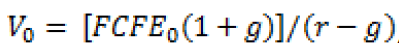 V₀ = [FCFE₀(1 + g)]/(r − g),